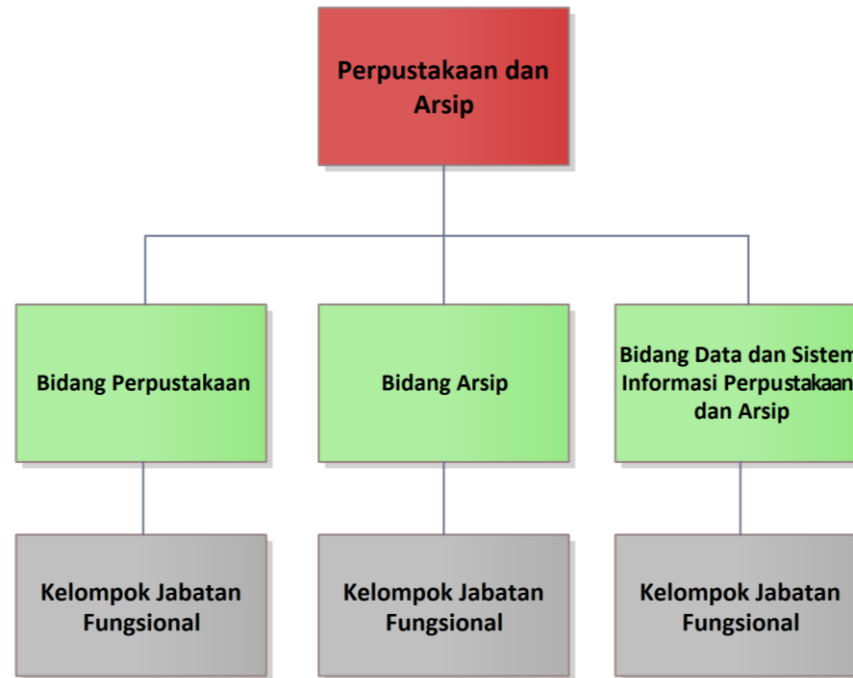 Perpustakaan dan
Arsip
Bidang Perpustakaan
Bidang Arsip
Bidang Data dan Sistem
Informasi Perpustakaan
dan Arsip
Kelompok Jabatan
Fungsional
Kelompok Jabatan
Fungsional
Kelompok Jabatan
Fungsional